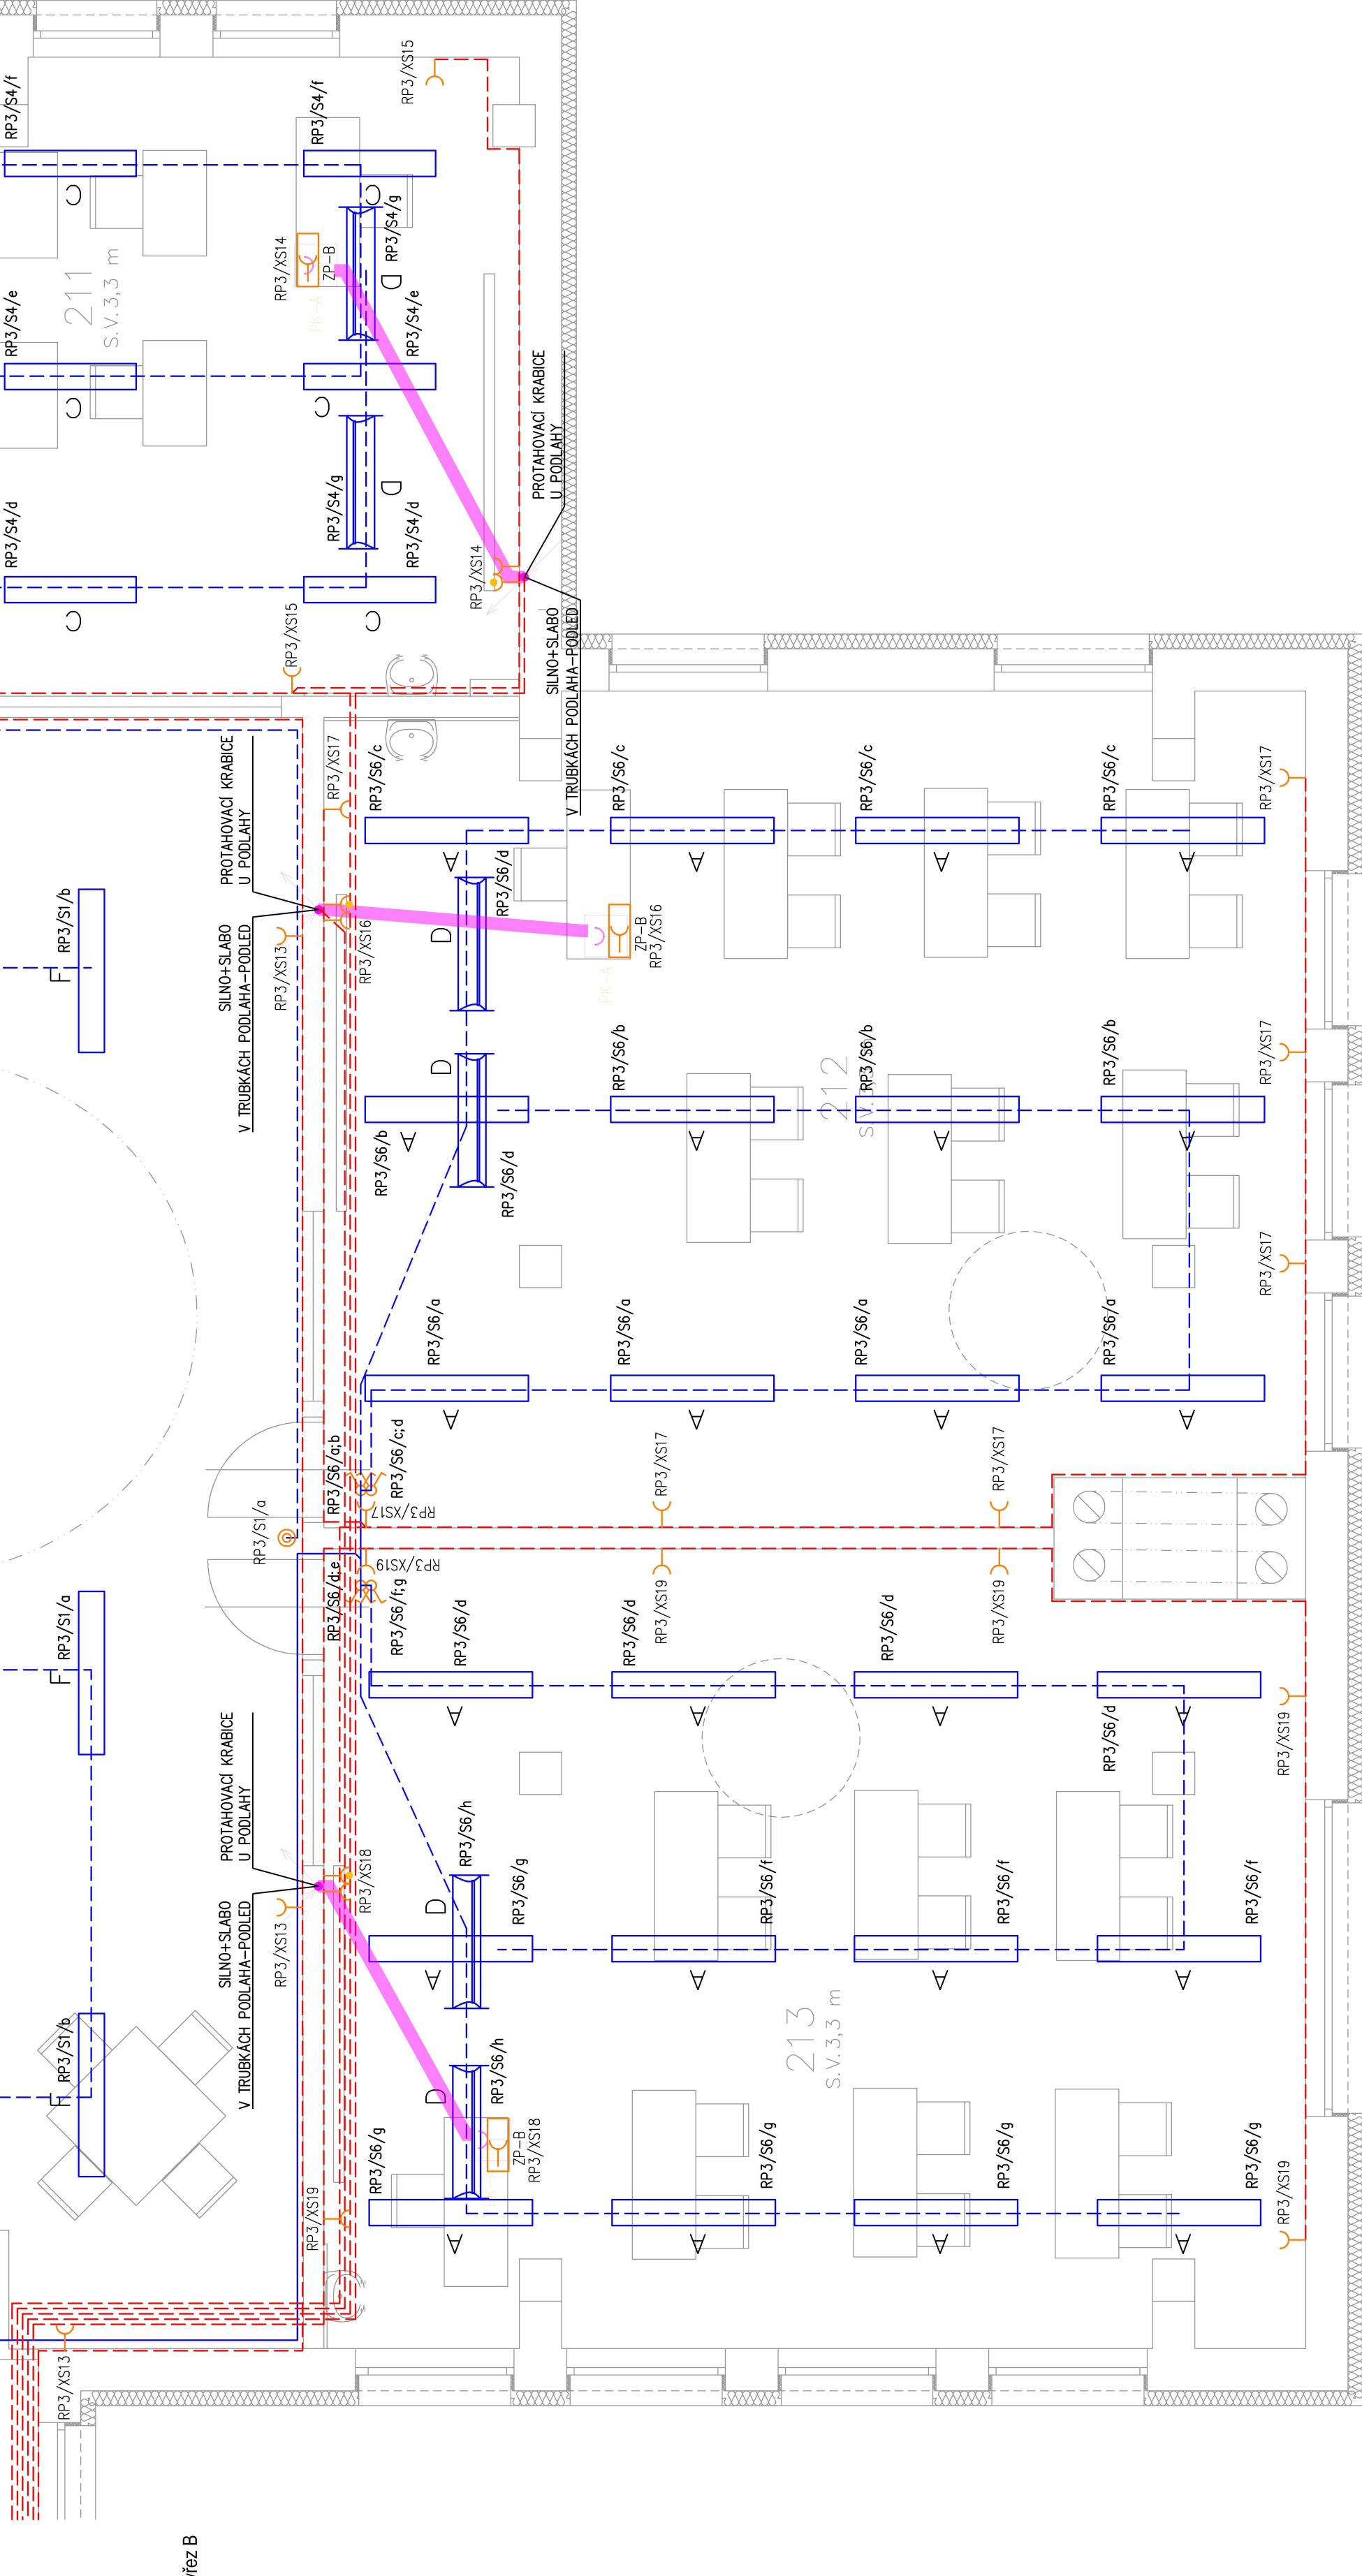 RP3/S4/f
RP3/S4/f
RP3/XS15
C
C
211
s.v.3,3 m
RP3/XS14
ZP-B
PK-A
RP3/S4/g
D
RP3/S4/e
RP3/S4/e
C
C
RP3/S4/g
D
RP3/S4/d
RP3/S4/d
C
C
RP3/XS14
PROTAHOVACÍ KRABICE
U PODLAHY
SILNO+SLABO
V TRUBKÁCH PODLAHA-PODLED
RP3/XS15
PROTAHOVACÍ KRABICE
U PODLAHY
SILNO+SLABO
V TRUBKÁCH PODLAHA-PODLED
RP3/XS17
RP3/S6/c
RP3/S6/c
RP3/S6/c
RP3/S6/c
RP3/XS17
A
A
A
A
RP3/S1/b
F
RP3/XS13
RP3/XS16
RP3/S6/d
D
ZP-B
RP3/XS16
PK-A
D
RP3/S6/b
RP3/S6/d
RP3/S6/b
RP3/S6/b
RP3/S6/b
RP3/XS17
A
A
A
A
212
RP3/XS17
RP3/S6/a
RP3/S6/a
RP3/S6/a
RP3/S6/a
A
A
A
A
RP3/S6/a;b
RP3/S6/c;d
RP3/XS17
RP3/XS17
RP3/XS17
RP3/S1/a
RP3/S6/d;e
RP3/S6/f;g
RP3/XS19
RP3/XS19
RP3/XS19
RP3/S1/a
F
RP3/S6/d
RP3/S6/d
RP3/S6/d
RP3/S6/d
RP3/XS19
A
A
A
A
PROTAHOVACÍ KRABICE
U PODLAHY
SILNO+SLABO
V TRUBKÁCH PODLAHA-PODLED
RP3/XS13
RP3/XS18
RP3/S6/h
D
RP3/S6/g
RP3/S6/f
RP3/S6/f
RP3/S6/f
A
A
A
A
213
s.v.3,3 m
RP3/S1/b
F
D
RP3/S6/h
ZP-B
RP3/XS18
RP3/S6/g
RP3/S6/g
RP3/S6/g
RP3/S6/g
RP3/XS19
RP3/XS19
A
A
A
A
RP3/XS13